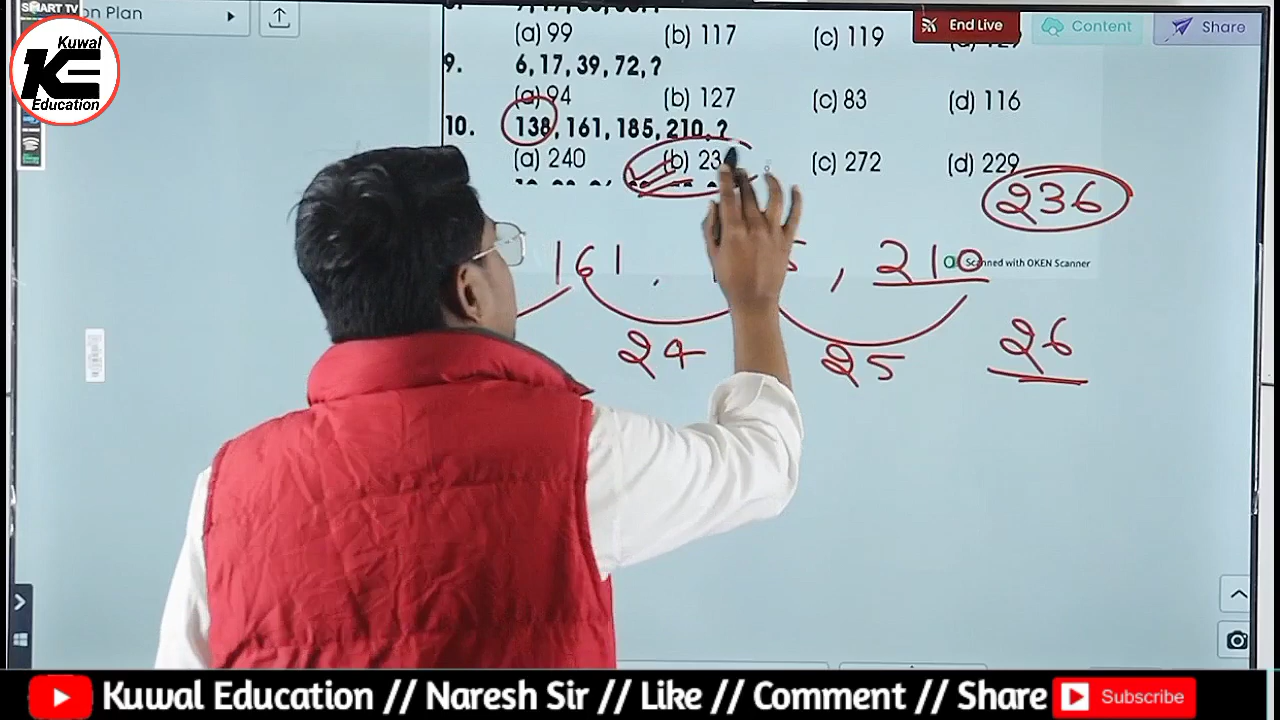 SMART TV
on Plan
Kuwal
KE
Education
End Live
Content
Share
(a) 99 (b) 117 (c) 119
9. 6, 17, 39, 72, ?
(a) 94 (b) 127 (c) 83 (d) 116
10. 138, 161, 185, 210, ?
(a) 240 (b) 23 (c) 272 (d) 229
236
Scanned with OKEN Scanner
161, , 210
24 25 26
Kuwal Education // Naresh Sir // Like // Comment // Share
Subscribe